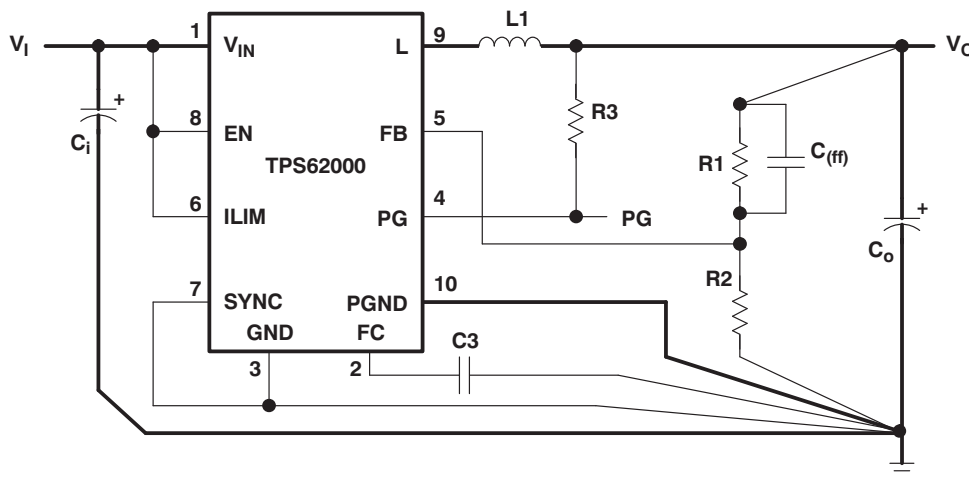 V_I
1
V_IN
L
9
L1
V_O
+
C_i
8
EN
FB
5
R3
R1
C_(ff)
TPS62000
6
ILIM
PG
4
PG
+
C_o
7
SYNC
PGND
10
R2
GND
FC
C3
3
2